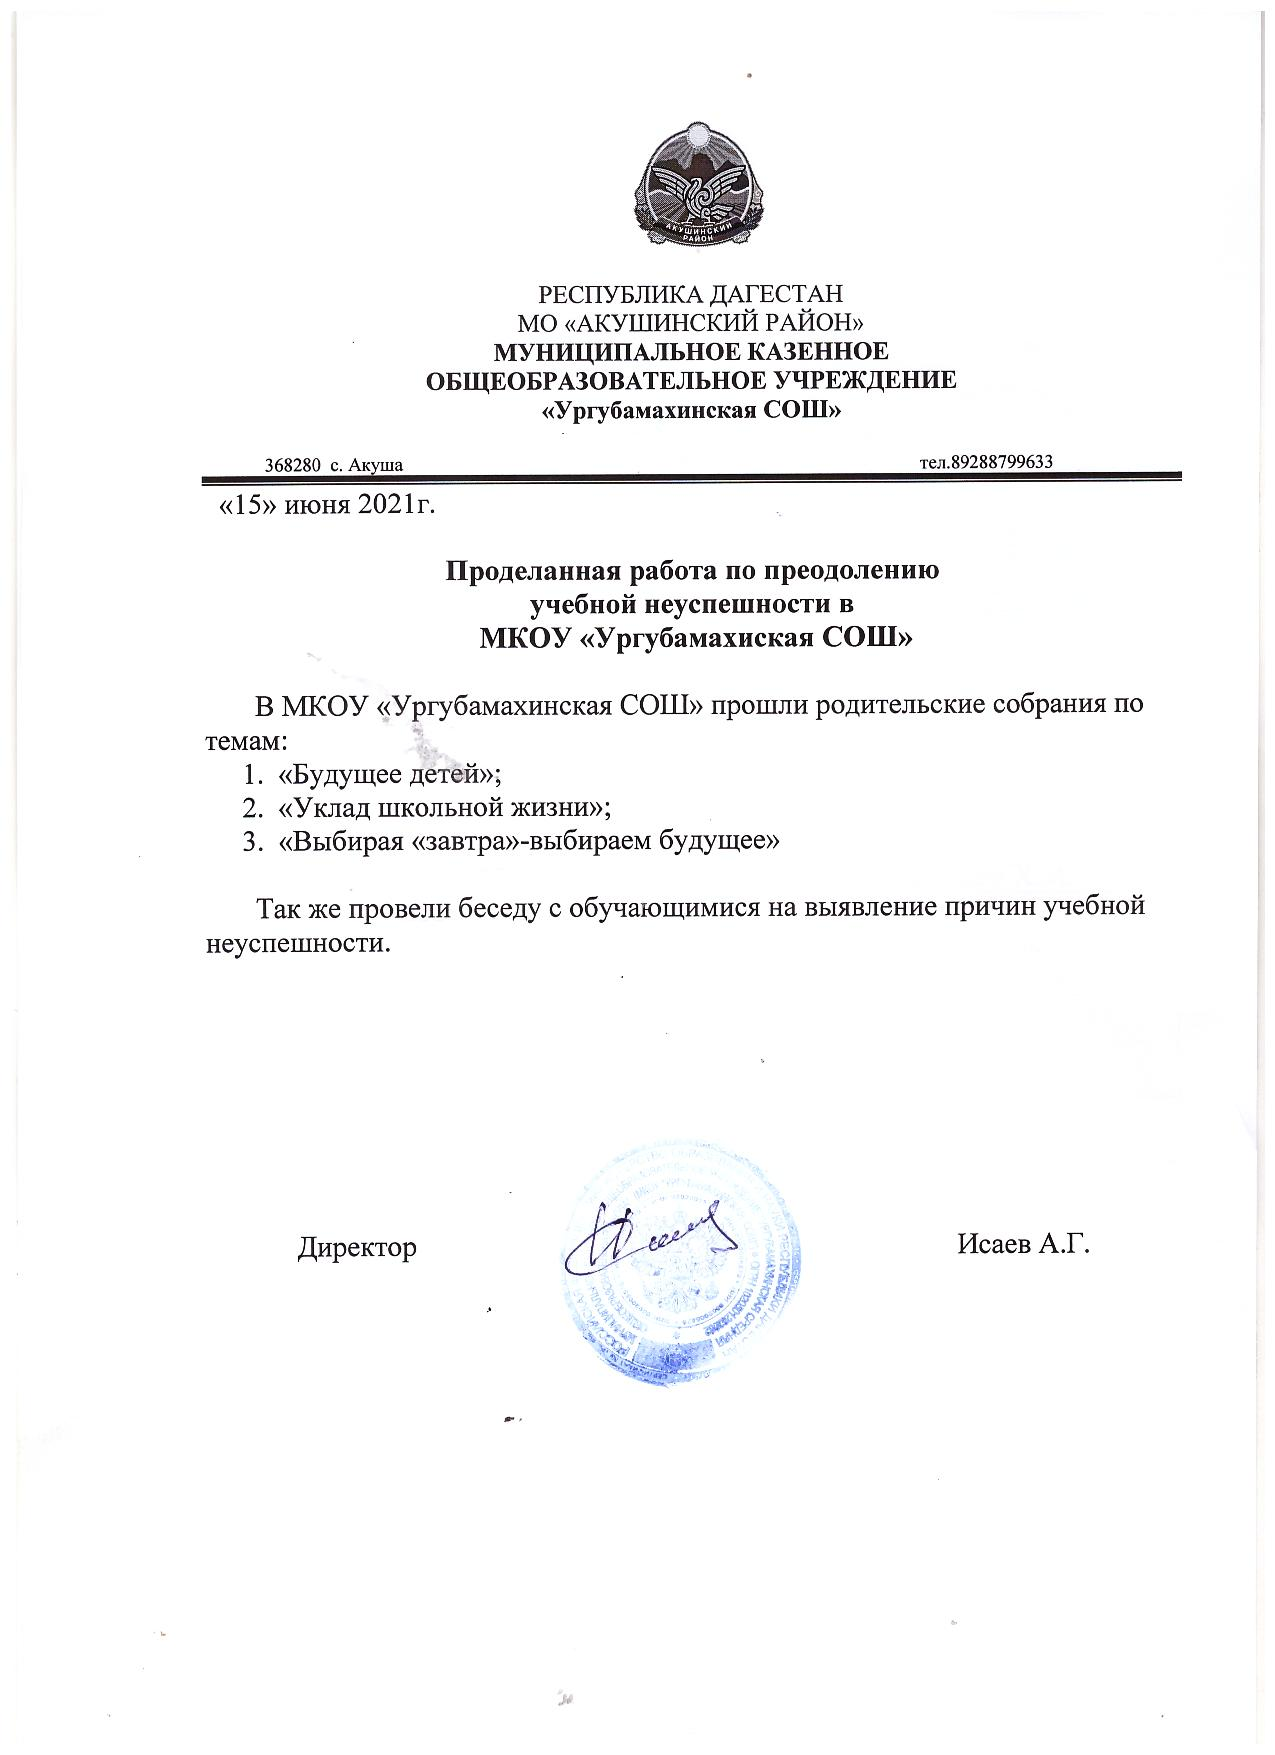 АКУШИНСКИЙ
РАЙОН
РЕСПУБЛИКА ДАГЕСТАН
МО «АКУШИНСКИЙ РАЙОН»
МУНИЦИПАЛЬНОЕ КАЗЕННОЕ
ОБЩЕОБРАЗОВАТЕЛЬНОЕ УЧРЕЖДЕНИЕ
«Ургубамахинская СОШ»
368280 с. Акуша тел.89288799633
«15» июня 2021г.
Проделанная работа по преодолению
учебной неуспешности в
МКОУ «Ургубамахиская СОШ»
В МКОУ «Ургубамахинская СОШ» прошли родительские собрания по
темам:
1. «Будущее детей»;
2. «Уклад школьной жизни»;
3. «Выбирая «завтра»-выбираем будущее»
Так же провели беседу с обучающимися на выявление причин учебной
неуспешности.
Директор Исаев А.Г.